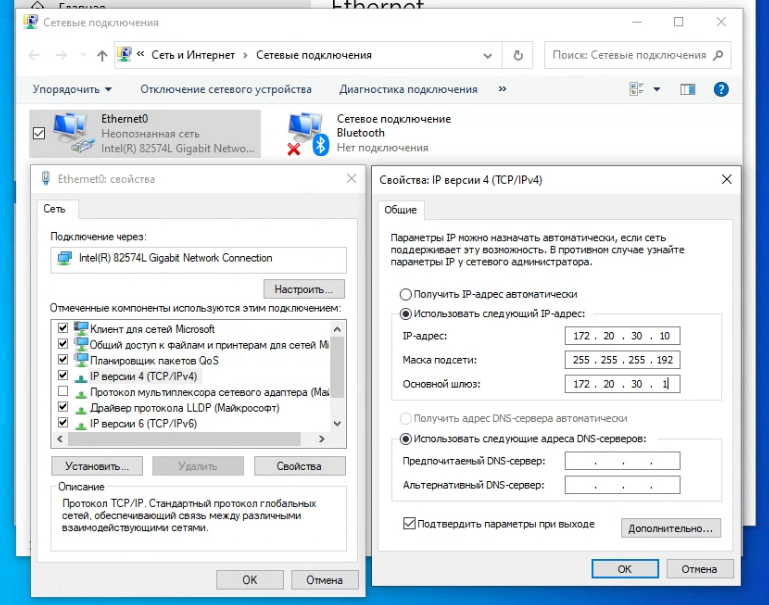 Главная
Ethernet
Сетевые подключения
« Сеть и Интернет › Сетевые подключения
Поиск: Сетевые подключения
Упорядочить
Отключение сетевого устройства
Диагностика подключения
»
Ethernet0
Неопознанная сеть
Intel(R) 82574L Gigabit Netwo...
Сетевое подключение
Bluetooth
Нет подключения
Ethernet0: свойства
Сеть
Подключение через:
Intel(R) 82574L Gigabit Network Connection
Настроить...
Отмеченные компоненты используются этим подключением:
Клиент для сетей Microsoft
Общий доступ к файлам и принтерам для сетей Mi
Планировщик пакетов QoS
IP версии 4 (TCP/IPv4)
Протокол мультиплексора сетевого адаптера (Май
Драйвер протокола LLDP (Майкрософт)
IP версии 6 (TCP/IPv6)
Установить...
Удалить
Свойства
Описание
Протокол TCP/IP. Стандартный протокол глобальных
сетей, обеспечивающий связь между различными
взаимодействующими сетями.
OK
Отмена
Свойства: IP версии 4 (TCP/IPv4)
Общие
Параметры IP можно назначать автоматически, если сеть
поддерживает эту возможность. В противном случае узнайте
параметры IP у сетевого администратора.
Получить IP-адрес автоматически
Использовать следующий IP-адрес:
IP-адрес: 172 . 20 . 30 . 10
Маска подсети: 255 . 255 . 255 . 192
Основной шлюз: 172 . 20 . 30 . 1
Получить адрес DNS-сервера автоматически
Использовать следующие адреса DNS-серверов:
Предпочитаемый DNS-сервер: . . .
Альтернативный DNS-сервер: . . .
Подтвердить параметры при выходе
Дополнительно...
OK
Отмена